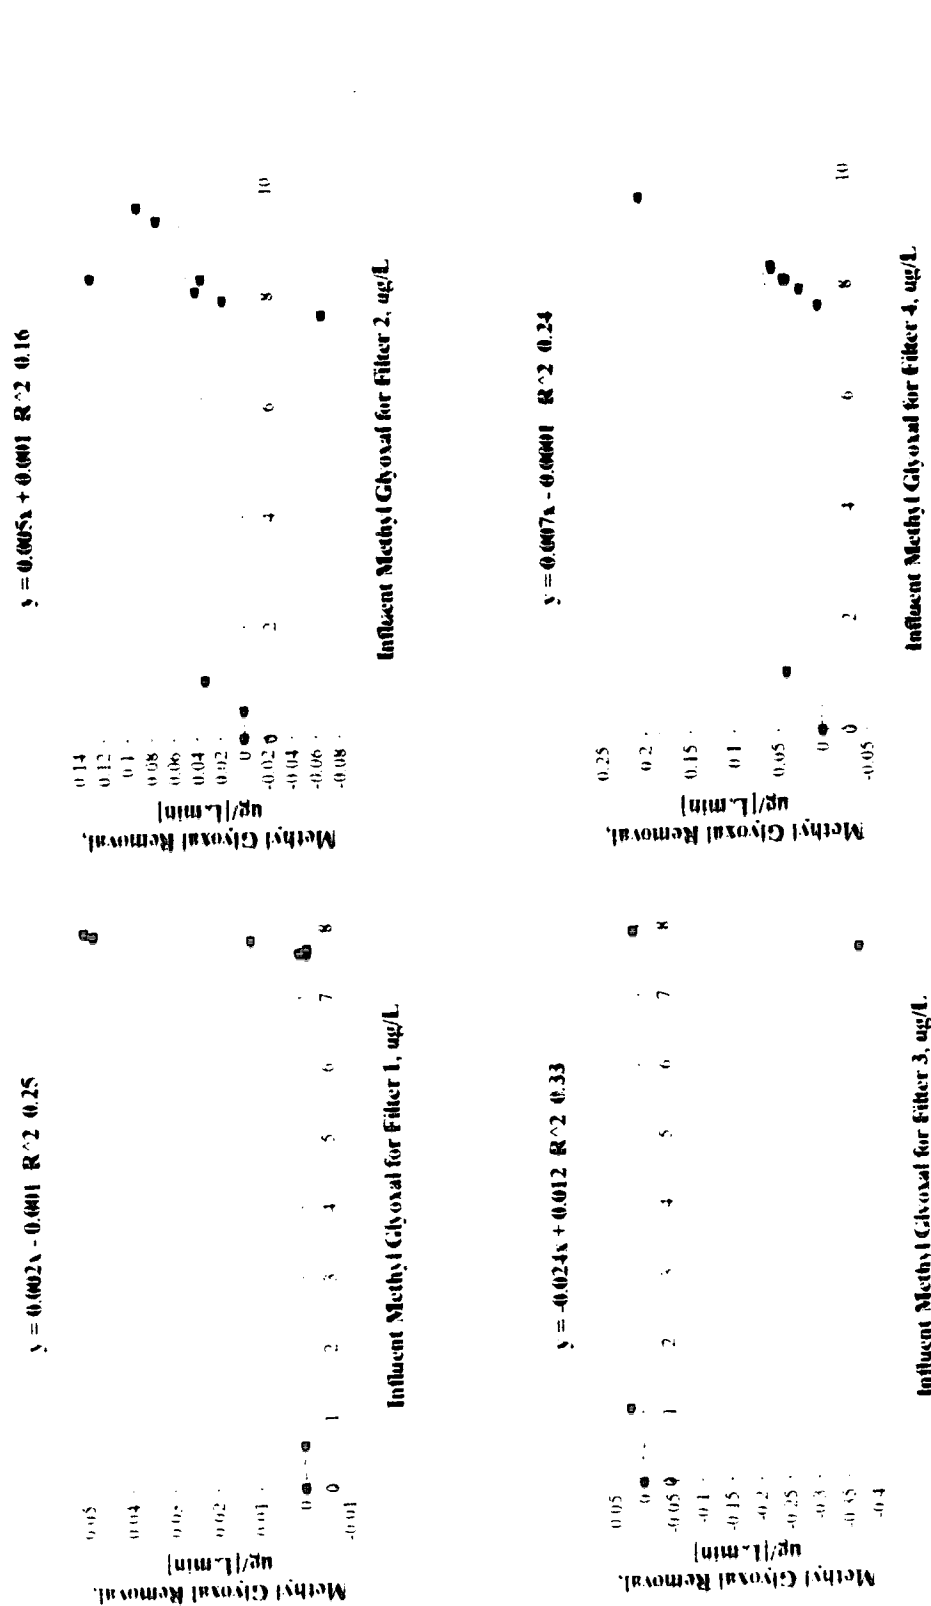 y = 0.002x - 0.001 R^2 0.25
Methyl Glyoxal Removal,
ug/[L.min]
0.05
0.04
0.03
0.02
0.01
0
-0.01
0 1 2 3 4 5 6 7 8
Influent Methyl Glyoxal for Filter 1, ug/L
y = 0.005x + 0.001 R^2 0.16
Methyl Glyoxal Removal,
ug/[L.min]
0.14
0.12
0.1
0.08
0.06
0.04
0.02
0
-0.02
-0.04
-0.06
-0.08
0 2 4 6 8 10
Influent Methyl Glyoxal for Filter 2, ug/L
y = -0.024x + 0.012 R^2 0.33
Methyl Glyoxal Removal,
ug/[L.min]
0.05
0
-0.05
-0.1
-0.15
-0.2
-0.25
-0.3
-0.35
-0.4
0 1 2 3 4 5 6 7 8
Influent Methyl Glyoxal for Filter 3, ug/L
y = 0.007x - 0.0001 R^2 0.24
Methyl Glyoxal Removal,
ug/[L.min]
0.25
0.2
0.15
0.1
0.05
0
-0.05
0 2 4 6 8 10
Influent Methyl Glyoxal for Filter 4, ug/L